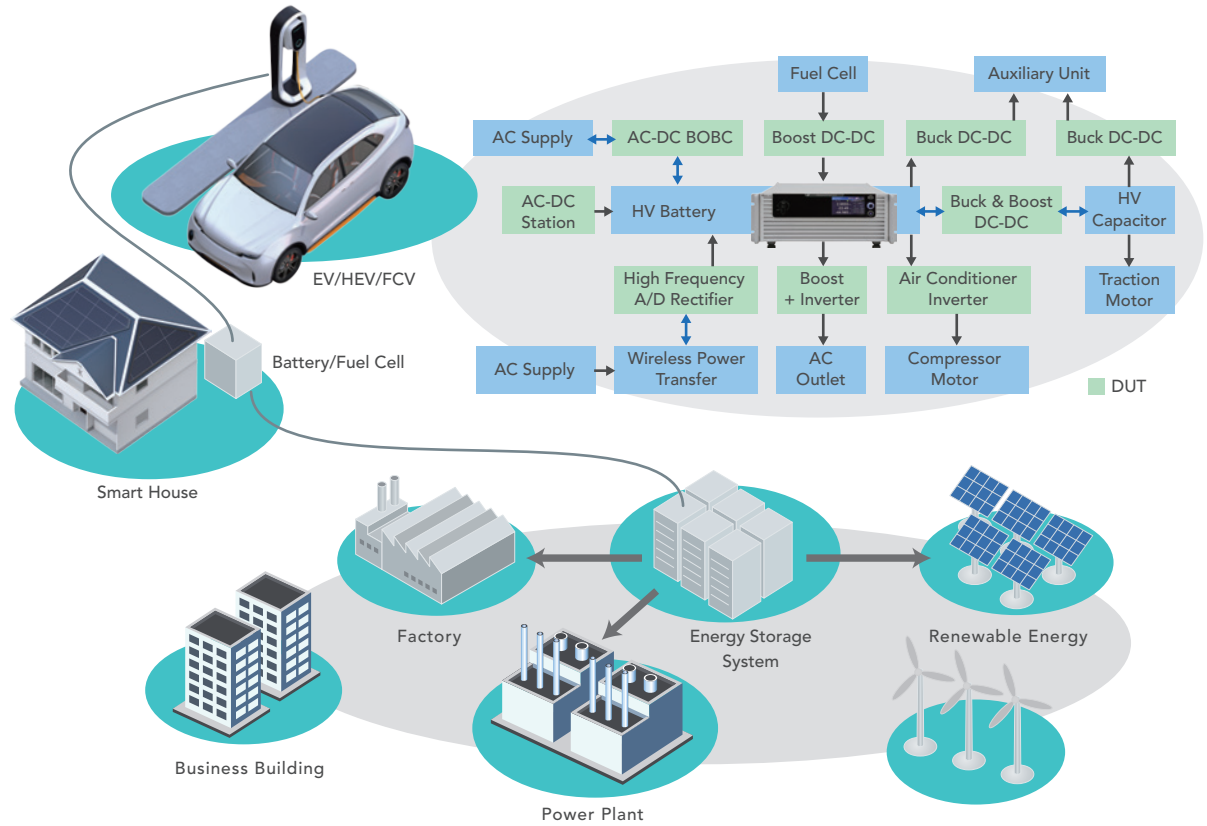 Fuel Cell
Auxiliary Unit
AC Supply
AC-DC BOBC
Boost DC-DC
Buck DC-DC
Buck DC-DC
AC-DC
Station
HV Battery
Buck & Boost
DC-DC
HV
Capacitor
EV/HEV/FCV
High Frequency
A/D Rectifier
Boost
+ Inverter
Air Conditioner
Inverter
Traction
Motor
Battery/Fuel Cell
AC Supply
Wireless Power
Transfer
AC
Outlet
Compressor
Motor
DUT
Smart House
Factory
Energy Storage
System
Renewable Energy
Business Building
Power Plant